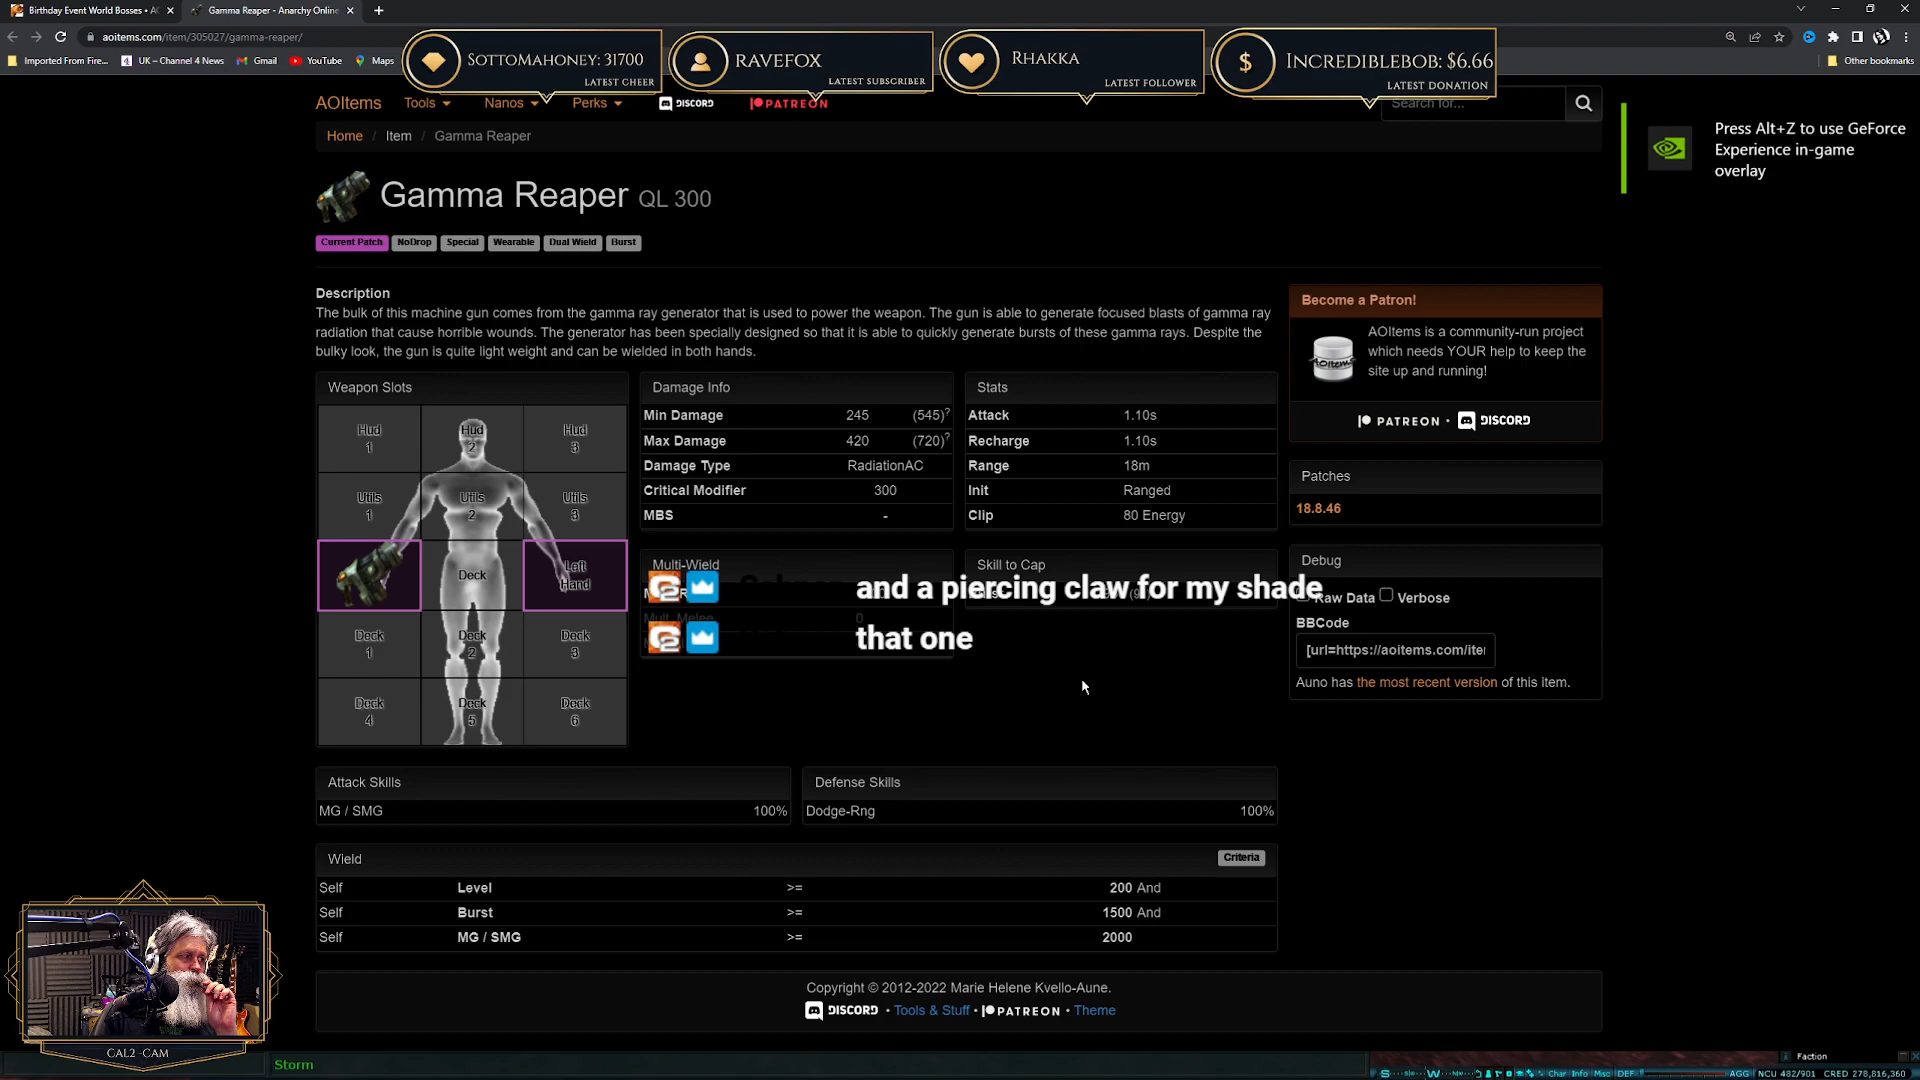 Birthday Event World Bosses • A
Gamma Reaper - Anarchy Online
aoitems.com/item/305027/gamma-reaper/
Imported From Fire...
UK – Channel 4 News
Gmail
YouTube
Maps
Other bookmarks
SottoMahoney: 31700
LATEST CHEER
RAVEFOX
LATEST SUBSCRIBER
Rhakka
LATEST FOLLOWER
IncredibleBob: $6.66
LATEST DONATION
AOItems
Tools
Nanos
Perks
DISCORD
PATREON
Search for...
Press Alt+Z to use GeForce
Experience in-game
overlay
Home / Item / Gamma Reaper
Gamma Reaper QL 300
Current Patch NoDrop Special Wearable Dual Wield Burst
Description
The bulk of this machine gun comes from the gamma ray generator that is used to power the weapon. The gun is able to generate focused blasts of gamma ray
radiation that cause horrible wounds. The generator has been specially designed so that it is able to quickly generate bursts of these gamma rays. Despite the
bulky look, the gun is quite light weight and can be wielded in both hands.
Weapon Slots
Hud 1
Hud 2
Hud 3
Utils 1
Utils 2
Utils 3
Deck
Left Hand
Deck 1
Deck 2
Deck 3
Deck 4
Deck 5
Deck 6
Damage Info
Min Damage 245 (545)?
Max Damage 420 (720)?
Damage Type RadiationAC
Critical Modifier 300
MBS -
Stats
Attack 1.10s
Recharge 1.10s
Range 18m
Init Ranged
Clip 80 Energy
Multi-Wield
Mult. Melee 0
Skill to Cap
and a piercing claw for my shade
that one
Become a Patron!
AOItems is a community-run project
which needs YOUR help to keep the
site up and running!
PATREON • DISCORD
Patches
18.8.46
Debug
Raw Data Verbose
BBCode
[url=https://aoitems.com/ite
Auno has the most recent version of this item.
Attack Skills
MG / SMG 100%
Defense Skills
Dodge-Rng 100%
Wield Criteria
Self Level >= 200 And
Self Burst >= 1500 And
Self MG / SMG >= 2000
Copyright © 2012-2022 Marie Helene Kvello-Aune.
DISCORD • Tools & Stuff • PATREON • Theme
CAL2-CAM
Storm
Faction
Char Info Misc DEF
AGG
NCU 482/901
CRED 278,816,360